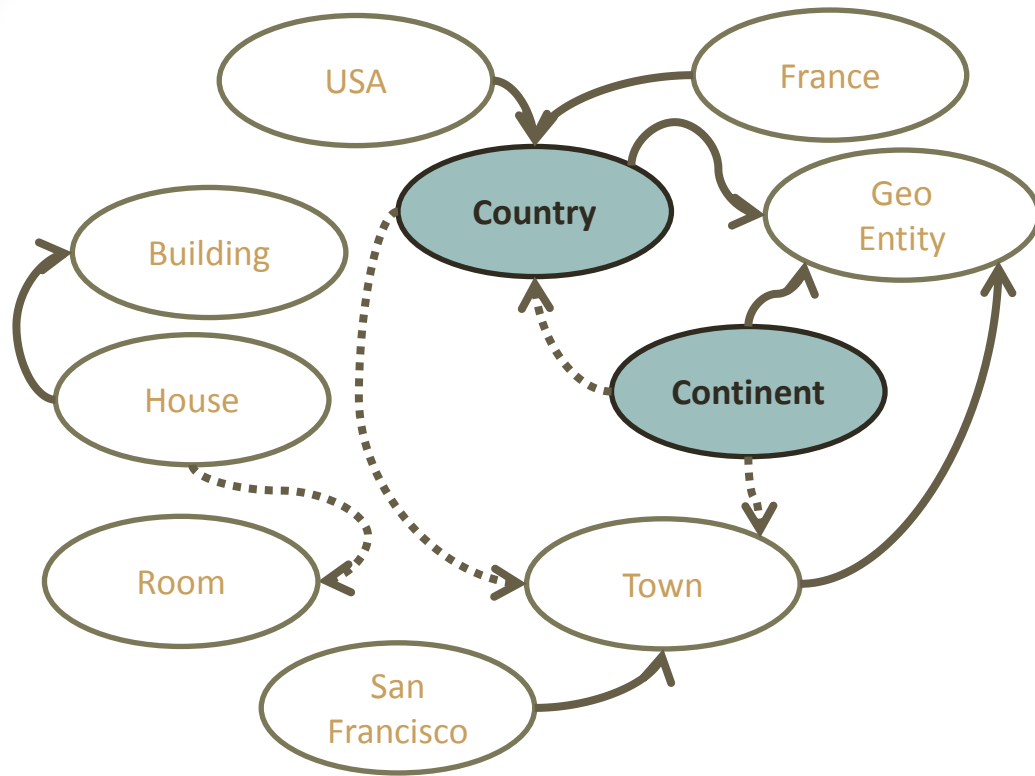 USA
France
Country
Geo
Entity
Building
Continent
House
Room
Town
San
Francisco